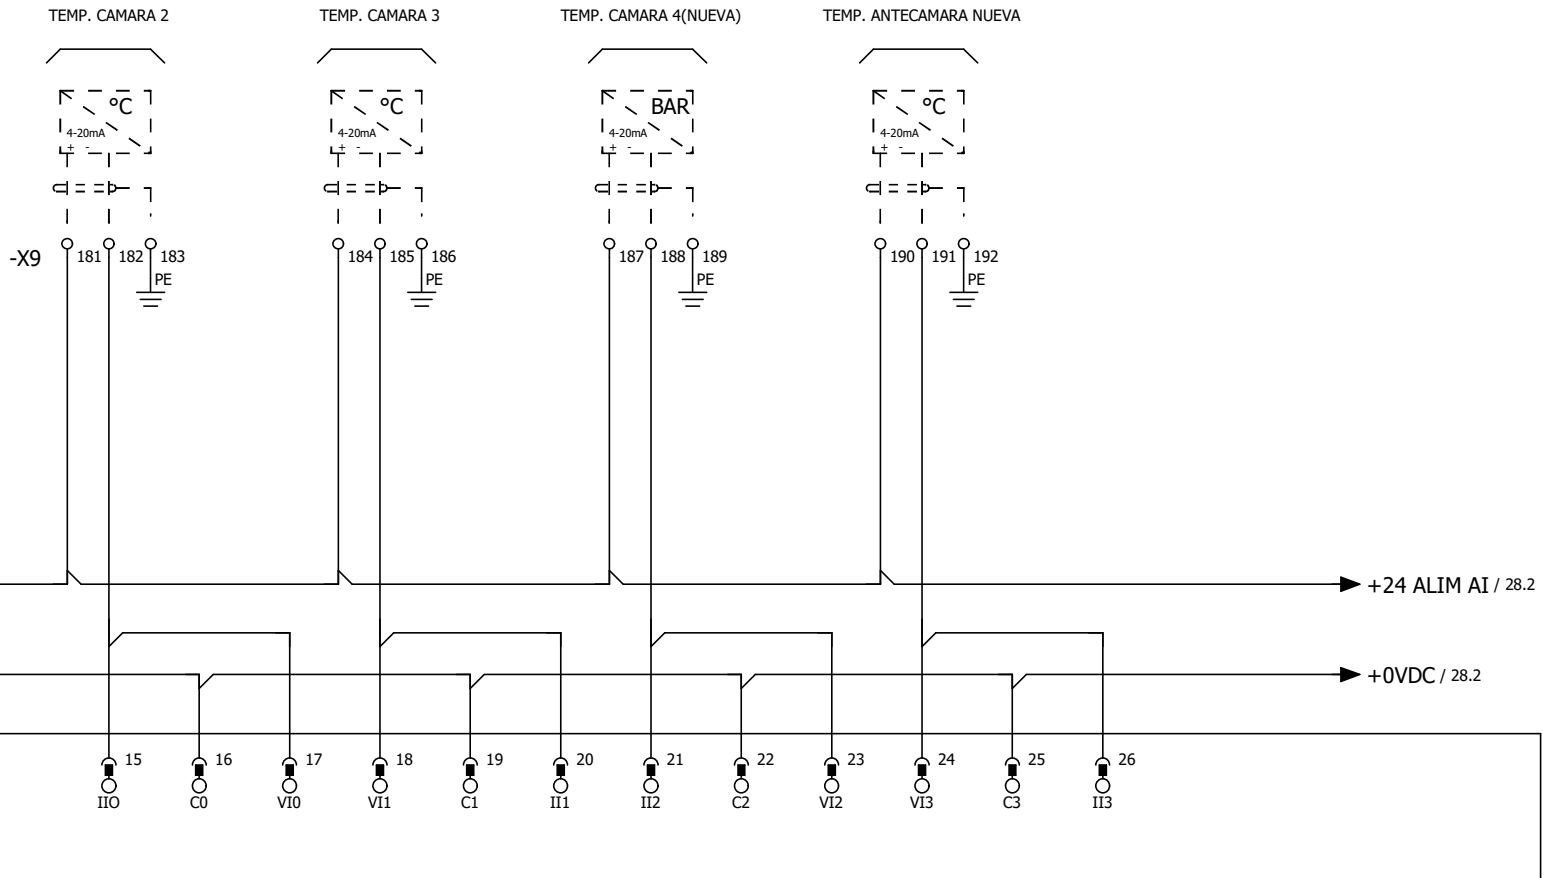 TEMP. CAMARA 2 TEMP. CAMARA 3 TEMP. CAMARA 4(NUEVA) TEMP. ANTECAMARA NUEVA
°C °C BAR °C
4-20mA 4-20mA 4-20mA 4-20mA
+ - + - + - + -
-X9 181 182 183 184 185 186 187 188 189 190 191 192
PE PE PE PE
+24 ALIM AI / 28.2
+0VDC / 28.2
15 16 17 18 19 20 21 22 23 24 25 26
IIO C0 VI0 VI1 C1 II1 II2 C2 VI2 VI3 C3 II3